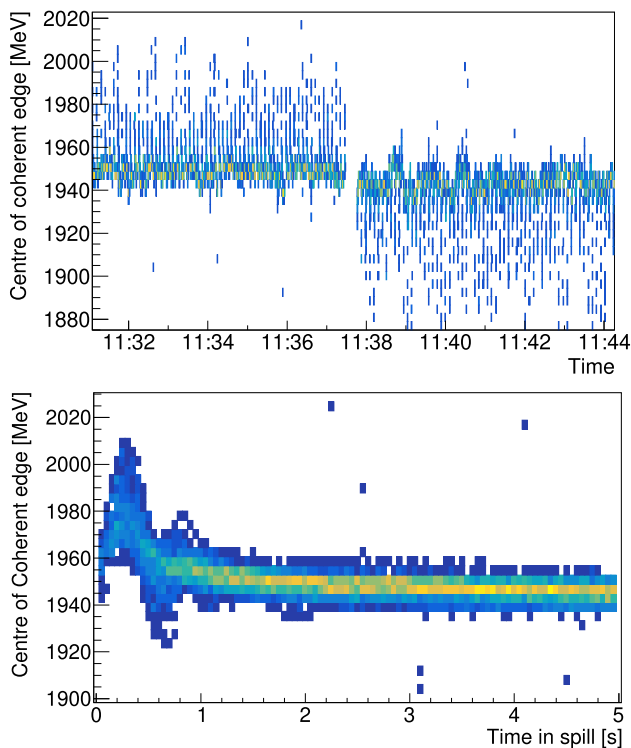 Centre of coherent edge [MeV]
2020
2000
1980
1960
1940
1920
1900
1880
11:32 11:34 11:36 11:38 11:40 11:42 11:44
Time
Centre of Coherent edge [MeV]
2020
2000
1980
1960
1940
1920
1900
0 1 2 3 4 5
Time in spill [s]